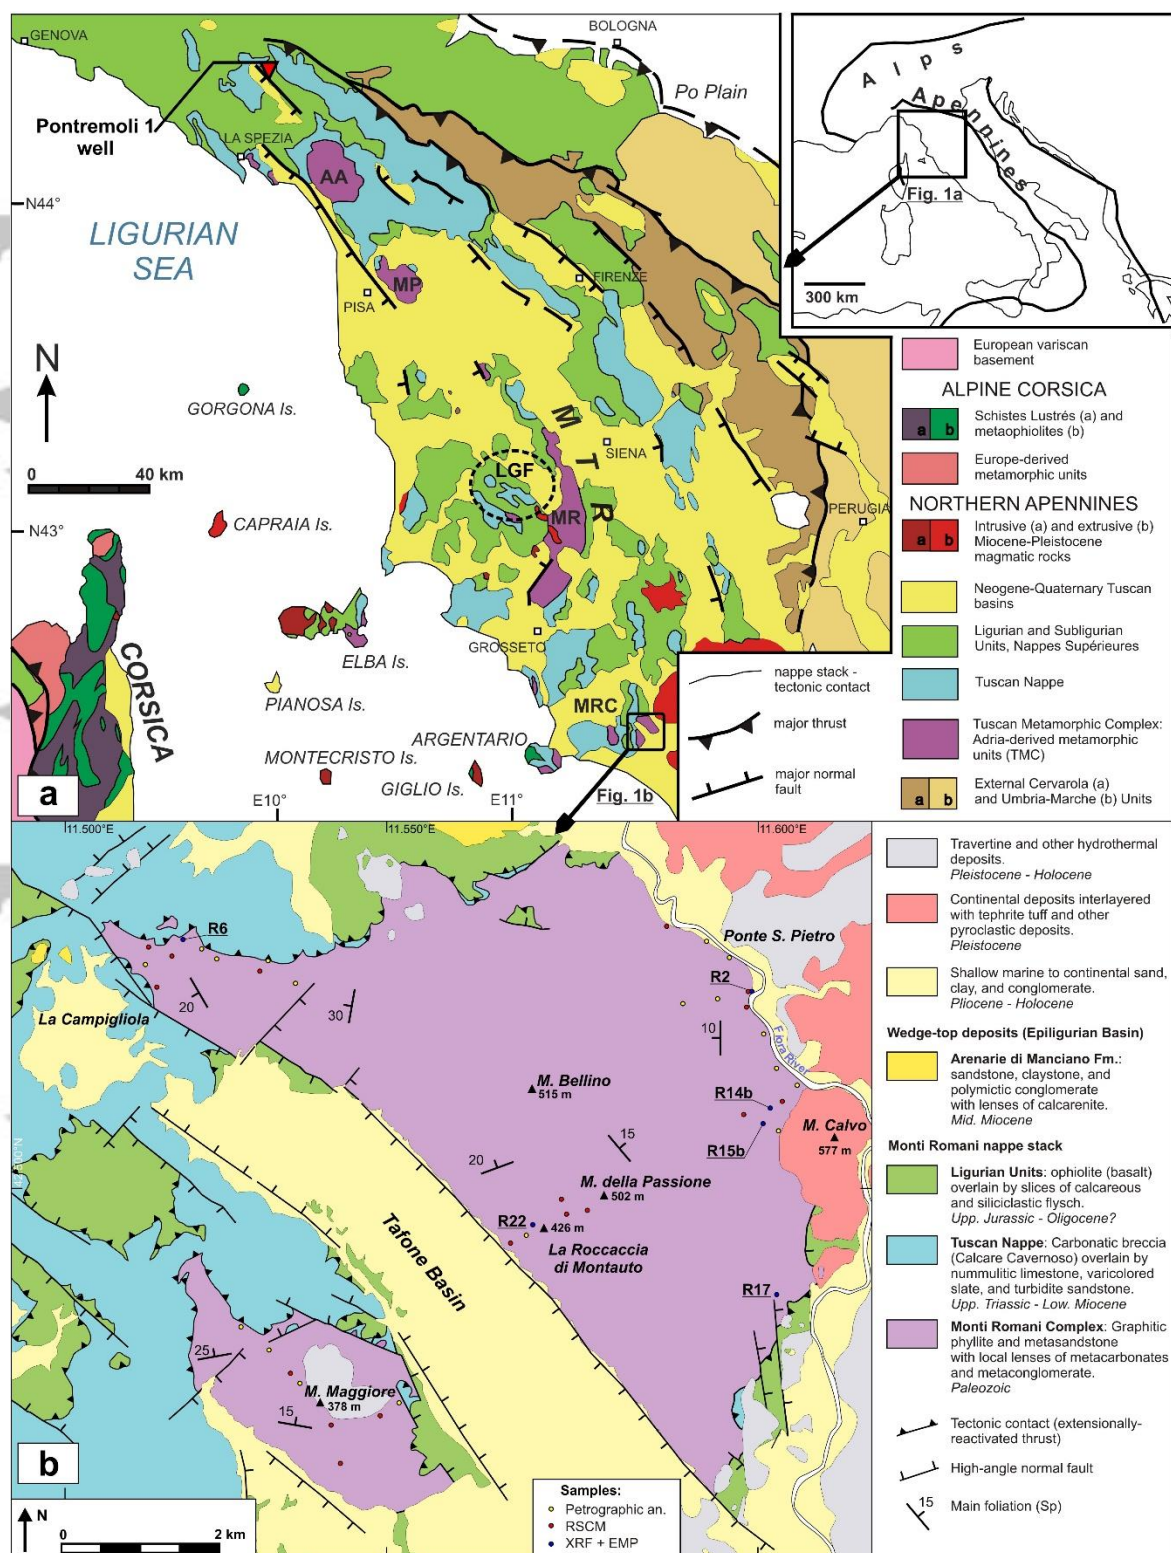 GENOVA
BOLOGNA
Po Plain
Pontremoli 1
well
LA SPEZIA
AA
N44°
LIGURIAN
SEA
FIRENZE
MP
PISA
N
GORGONA Is.
M
T
R
SIENA
0 40 km
LGF
MR
PERUGIA
N43°
CAPRAIA Is.
CORSICA
GROSSETO
ELBA Is.
PIANOSA Is.
MRC
ARGENTARIO
MONTECRISTO Is.
GIGLIO Is.
E10°
E11°
Fig. 1b
a
Alps
Apennines
Fig. 1a
300 km
European variscan
basement
ALPINE CORSICA
a b
Schistes Lustrés (a) and
metaophiolites (b)
Europe-derived
metamorphic units
NORTHERN APENNINES
a b
Intrusive (a) and extrusive (b)
Miocene-Pleistocene
magmatic rocks
Neogene-Quaternary Tuscan
basins
Ligurian and Subligurian
Units, Nappes Supérieures
Tuscan Nappe
Tuscan Metamorphic Complex:
Adria-derived metamorphic
units (TMC)
a b
External Cervarola (a)
and Umbria-Marche (b) Units
nappe stack -
tectonic contact
major thrust
major normal
fault
11.500°E
11.550°E
11.600°E
R6
Ponte S. Pietro
R2
20
30
La Campigliola
10
Fiora River
M. Bellino
515 m
R14b
R15b
M. Calvo
577 m
15
20
M. della Passione
502 m
R22
426 m
La Roccaccia
di Montauto
Tafone Basin
R17
25
M. Maggiore
378 m
15
b
N
0 2 km
Samples:
Petrographic an.
RSCM
XRF + EMP
Travertine and other hydrothermal
deposits.
Pleistocene - Holocene
Continental deposits interlayered
with tephrite tuff and other
pyroclastic deposits.
Pleistocene
Shallow marine to continental sand,
clay, and conglomerate.
Pliocene - Holocene
Wedge-top deposits (Epiligurian Basin)
Arenarie di Manciano Fm.:
sandstone, claystone, and
polymictic conglomerate
with lenses of calcarenite.
Mid. Miocene
Monti Romani nappe stack
Ligurian Units: ophiolite (basalt)
overlain by slices of calcareous
and siliciclastic flysch.
Upp. Jurassic - Oligocene?
Tuscan Nappe: Carbonatic breccia
(Calcare Cavernoso) overlain by
nummulitic limestone, varicolored
slate, and turbidite sandstone.
Upp. Triassic - Low. Miocene
Monti Romani Complex: Graphitic
phyllite and metasandstone
with local lenses of metacarbonates
and metaconglomerate.
Paleozoic
Tectonic contact (extensionally-
reactivated thrust)
High-angle normal fault
15
Main foliation (Sp)